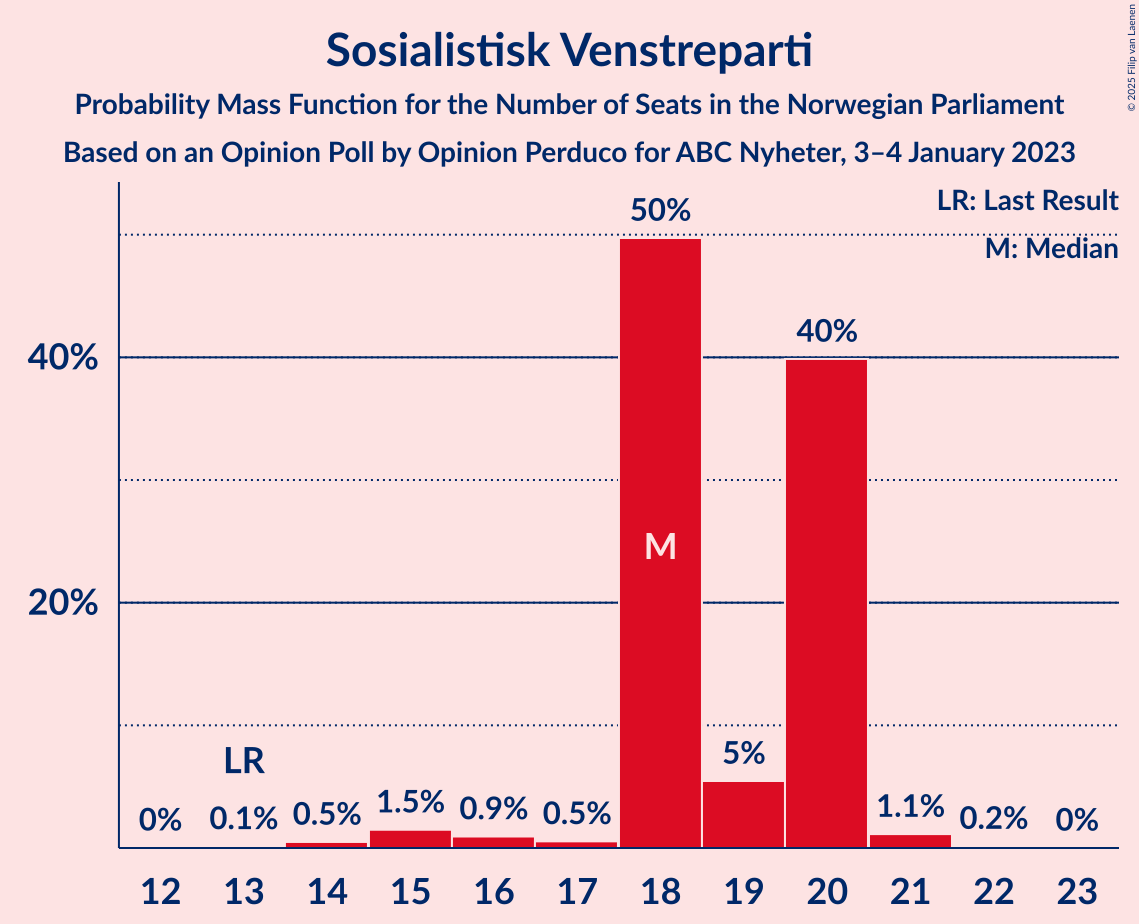 Sosialistisk Venstreparti
Probability Mass Function for the Number of Seats in the Norwegian Parliament
Based on an Opinion Poll by Opinion Perduco for ABC Nyheter, 3–4 January 2023
© 2025 Filip van Laenen
LR: Last Result
M: Median
40%
20%
0%
LR
0.1%
0.5%
1.5%
0.9%
0.5%
50%
M
5%
40%
1.1%
0.2%
0%
12 13 14 15 16 17 18 19 20 21 22 23